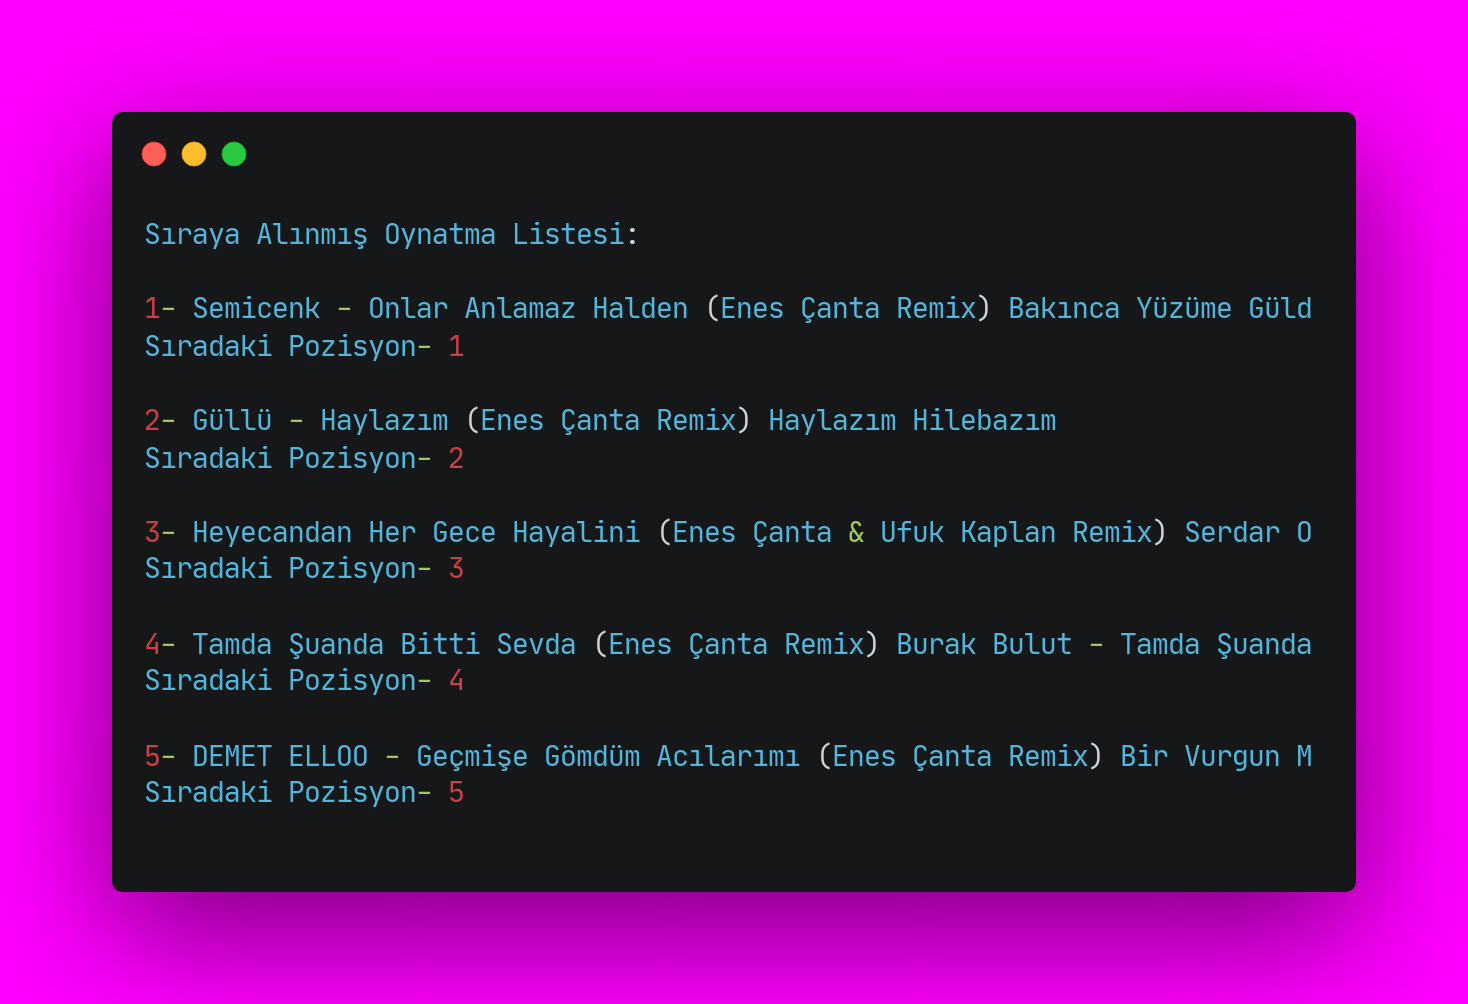 Sıraya Alınmış Oynatma Listesi:
1- Semicenk - Onlar Anlamaz Halden (Enes Çanta Remix) Bakınca Yüzüme Güld
Sıradaki Pozisyon- 1
2- Güllü - Haylazım (Enes Çanta Remix) Haylazım Hilebazım
Sıradaki Pozisyon- 2
3- Heyecandan Her Gece Hayalini (Enes Çanta & Ufuk Kaplan Remix) Serdar O
Sıradaki Pozisyon- 3
4- Tamda Şuanda Bitti Sevda (Enes Çanta Remix) Burak Bulut - Tamda Şuanda
Sıradaki Pozisyon- 4
5- DEMET ELLOO - Geçmişe Gömdüm Acılarımı (Enes Çanta Remix) Bir Vurgun M
Sıradaki Pozisyon- 5